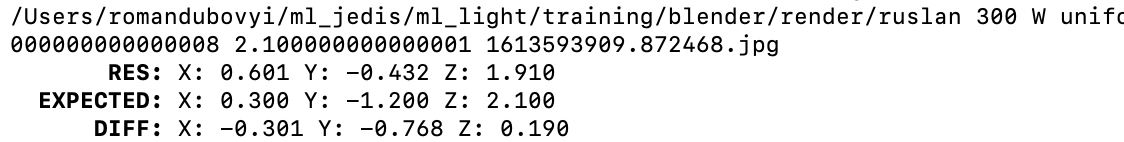 /Users/romandubovyi/ml_jedis/ml_light/training/blender/render/ruslan 300 W unifo
000000000000008 2.100000000000001 1613593909.872468.jpg
RES: X: 0.601 Y: -0.432 Z: 1.910
EXPECTED: X: 0.300 Y: -1.200 Z: 2.100
DIFF: X: -0.301 Y: -0.768 Z: 0.190